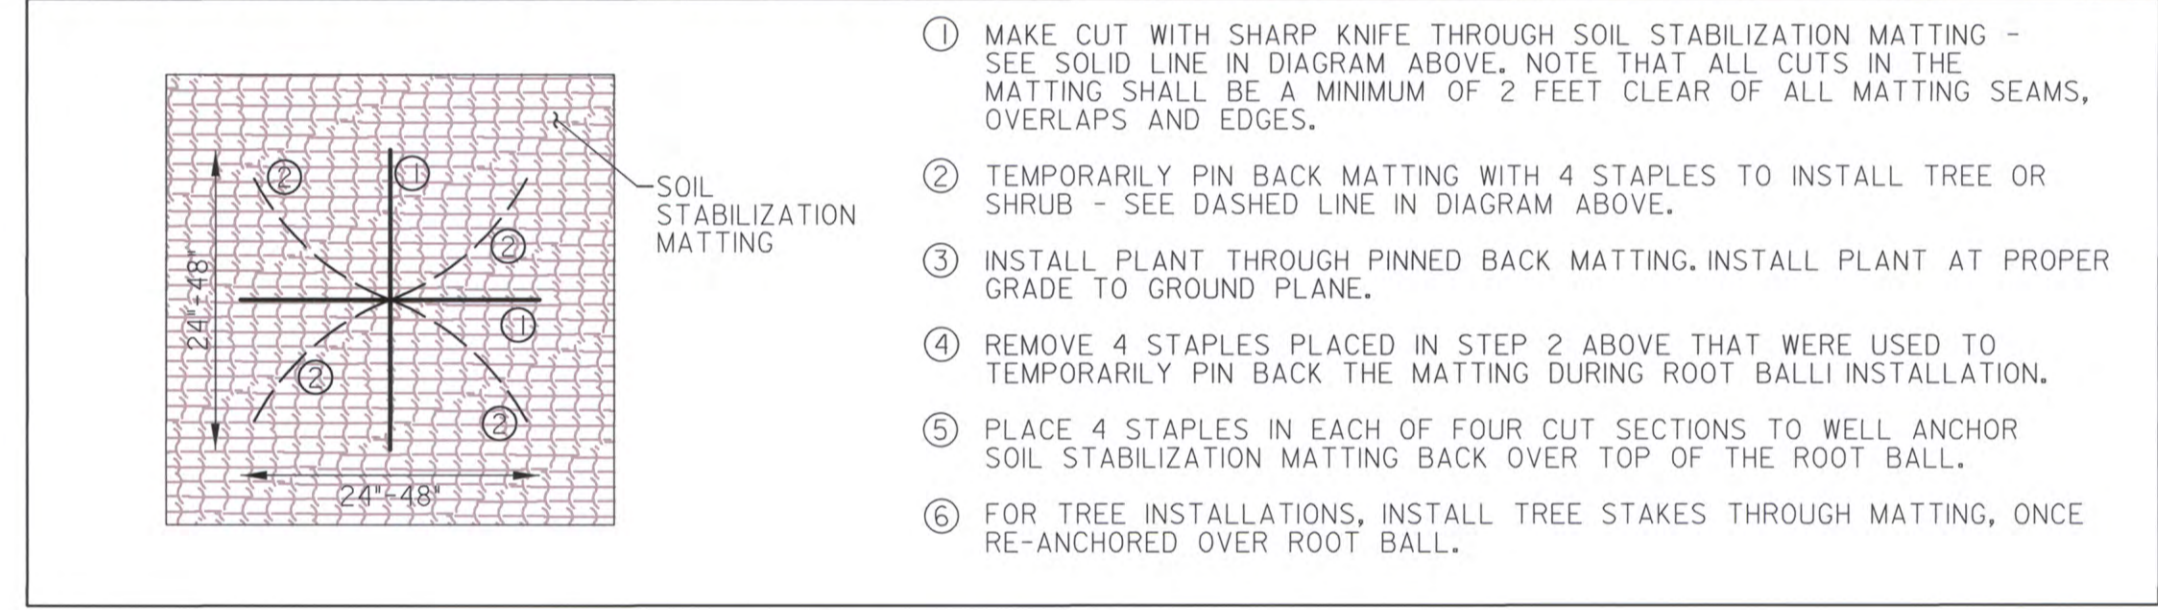 ① MAKE CUT WITH SHARP KNIFE THROUGH SOIL STABILIZATION MATTING -
SEE SOLID LINE IN DIAGRAM ABOVE. NOTE THAT ALL CUTS IN THE
MATTING SHALL BE A MINIMUM OF 2 FEET CLEAR OF ALL MATTING SEAMS,
OVERLAPS AND EDGES.
② TEMPORARILY PIN BACK MATTING WITH 4 STAPLES TO INSTALL TREE OR
SHRUB - SEE DASHED LINE IN DIAGRAM ABOVE.
③ INSTALL PLANT THROUGH PINNED BACK MATTING. INSTALL PLANT AT PROPER
GRADE TO GROUND PLANE.
④ REMOVE 4 STAPLES PLACED IN STEP 2 ABOVE THAT WERE USED TO
TEMPORARILY PIN BACK THE MATTING DURING ROOT BALLI INSTALLATION.
⑤ PLACE 4 STAPLES IN EACH OF FOUR CUT SECTIONS TO WELL ANCHOR
SOIL STABILIZATION MATTING BACK OVER TOP OF THE ROOT BALL.
⑥ FOR TREE INSTALLATIONS, INSTALL TREE STAKES THROUGH MATTING, ONCE
RE-ANCHORED OVER ROOT BALL.
②
①
②
①
②
②
24"-48"
24"-48"
SOIL
STABILIZATION
MATTING